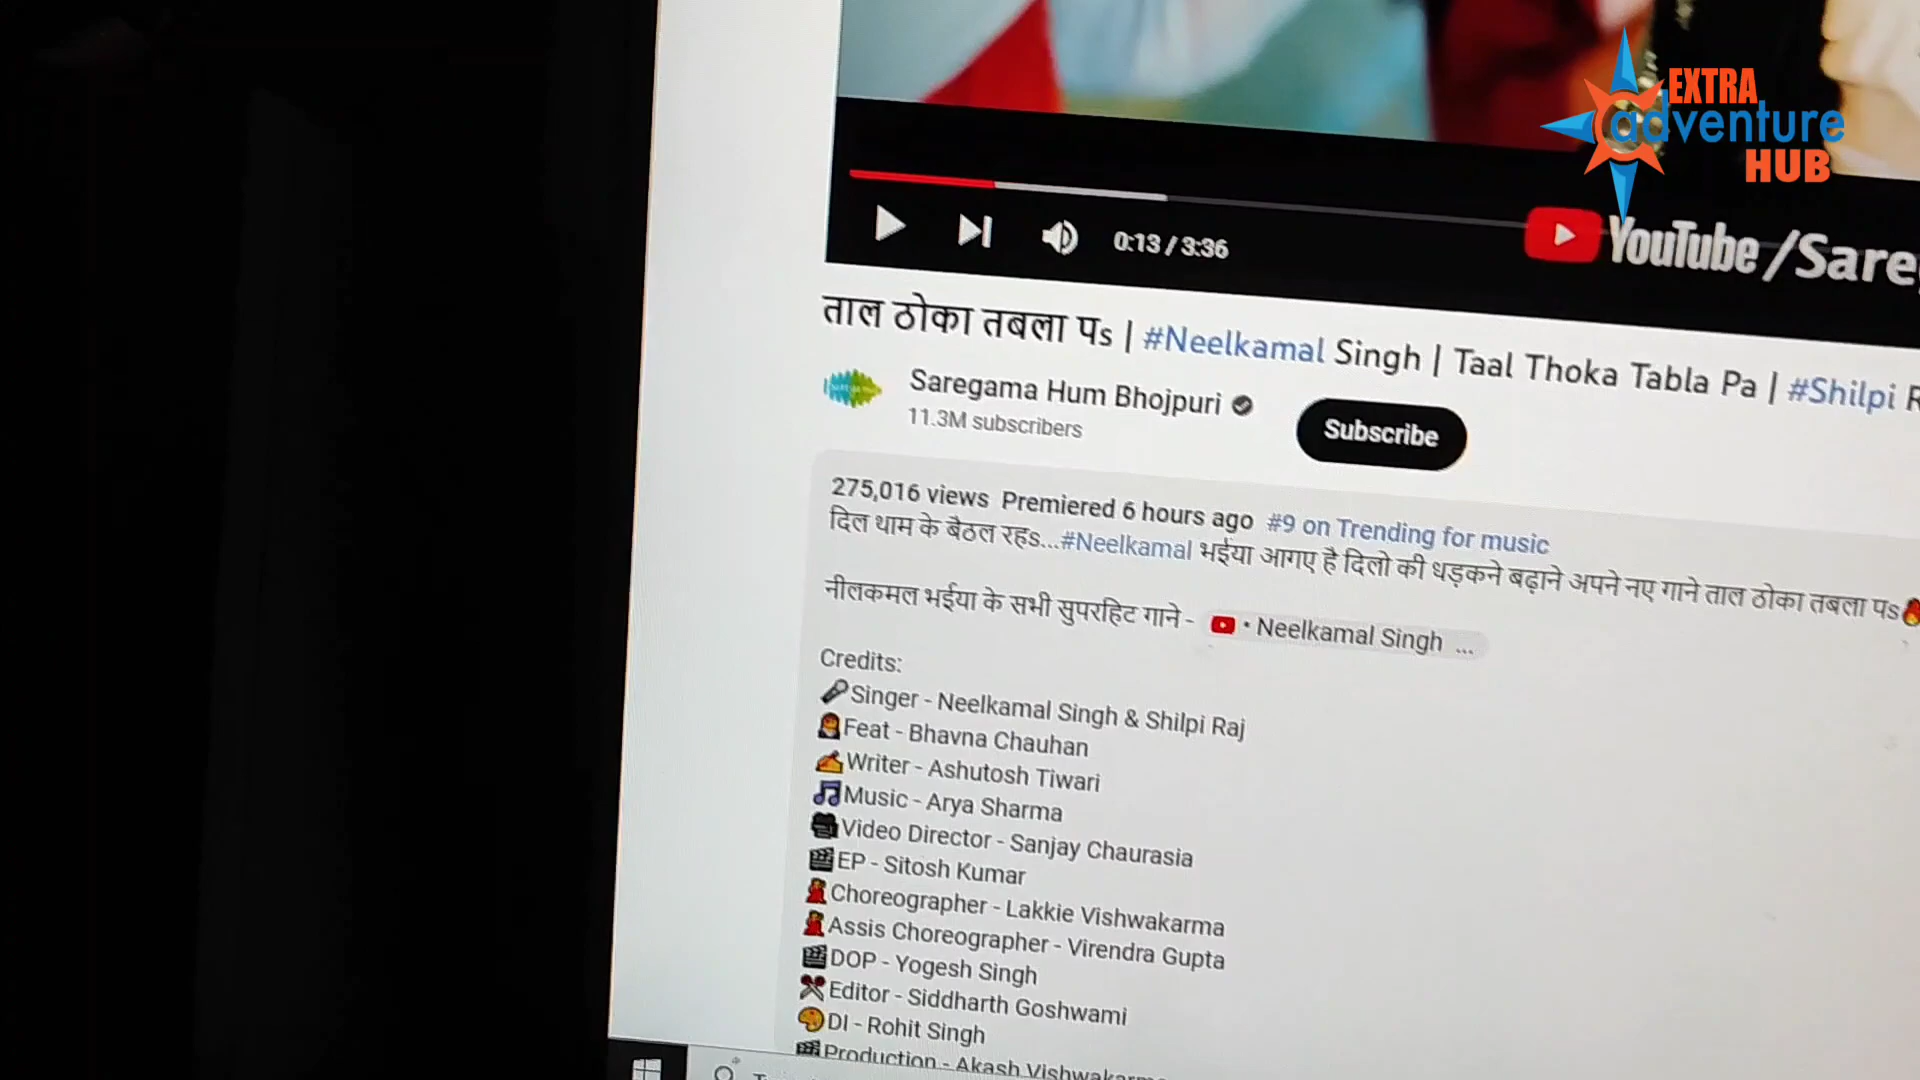 EXTRA
adventure
HUB
0:13 / 3:36
YouTube /Sare
ताल ठोका तबला पs | #Neelkamal Singh | Taal Thoka Tabla Pa | #Shilpi R
Saregama Hum Bhojpuri
11.3M subscribers
Subscribe
275,016 views Premiered 6 hours ago #9 on Trending for music
दिल थाम के बैठल रहs...#Neelkamal भईया आगए है दिलो की धड़कने बढ़ाने अपने नए गाने ताल ठोका तबला पs🔥
नीलकमल भईया के सभी सुपरहिट गाने - • Neelkamal Singh ...
Credits:
🎤Singer - Neelkamal Singh & Shilpi Raj
Feat - Bhavna Chauhan
✍Writer - Ashutosh Tiwari
🎵Music - Arya Sharma
🎥Video Director - Sanjay Chaurasia
🎬EP - Sitosh Kumar
💃Choreographer - Lakkie Vishwakarma
💃Assis Choreographer - Virendra Gupta
🎬DOP - Yogesh Singh
✂Editor - Siddharth Goshwami
🎨DI - Rohit Singh
🎬Production - Akash Vishwakarma